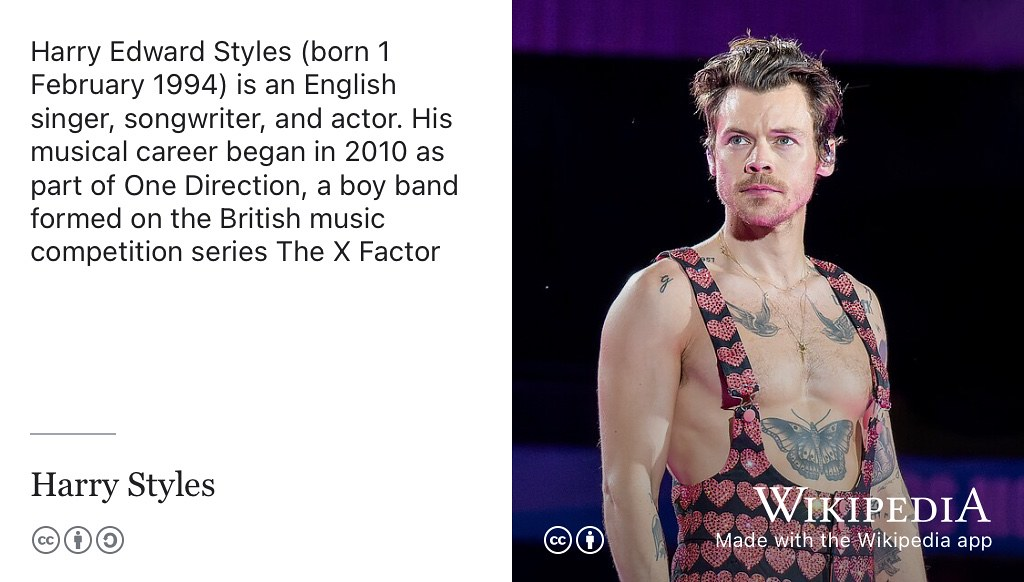 Harry Edward Styles (born 1
February 1994) is an English
singer, songwriter, and actor. His
musical career began in 2010 as
part of One Direction, a boy band
formed on the British music
competition series The X Factor
Harry Styles
cc
cc
WIKIPEDIA
Made with the Wikipedia app